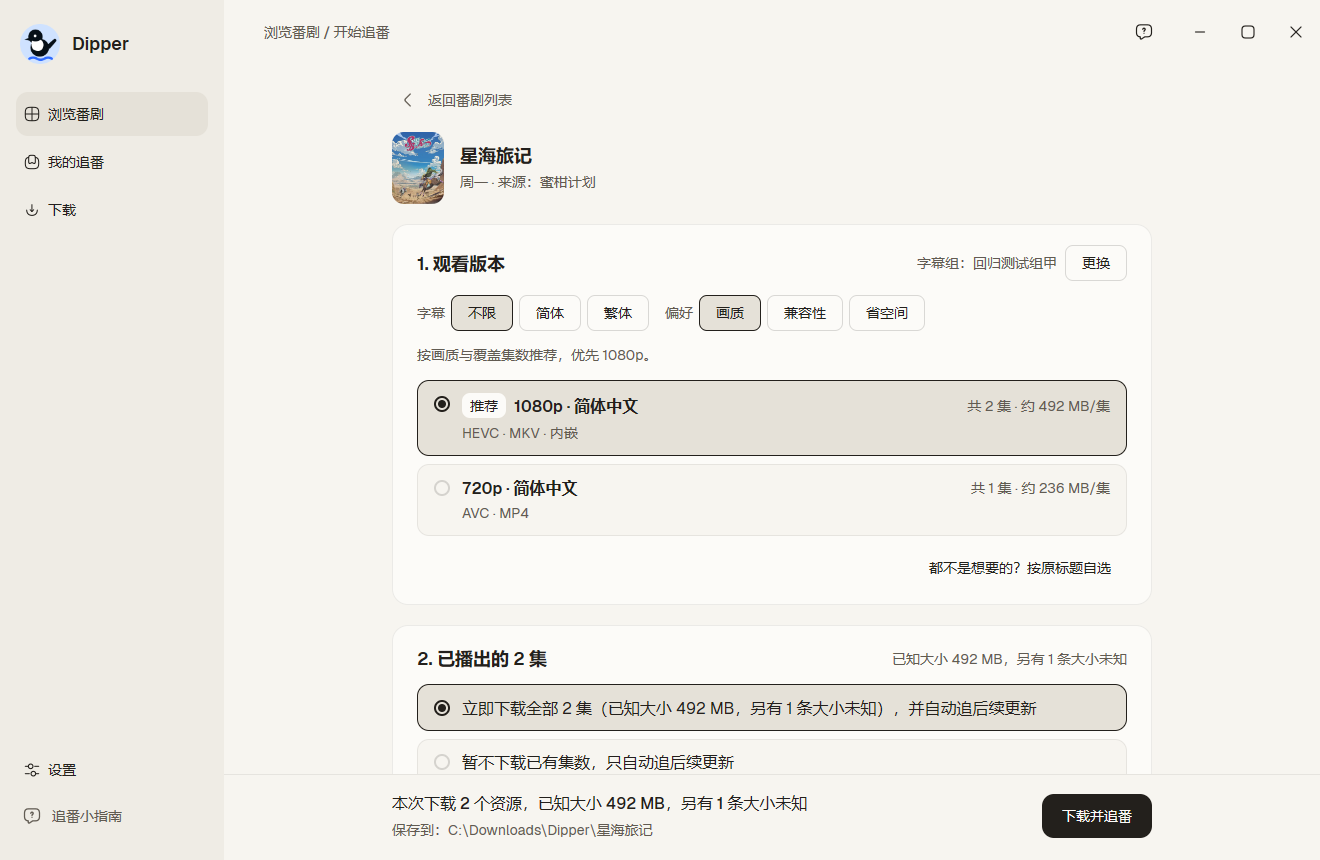 Dipper
浏览番剧 / 开始追番
浏览番剧
我的追番
下载
设置
追番小指南
返回番剧列表
星海旅记
周一 · 来源：蜜柑计划
1. 观看版本
字幕组：回归测试组甲
更换
字幕 不限 简体 繁体 偏好 画质 兼容性 省空间
按画质与覆盖集数推荐，优先 1080p。
推荐 1080p · 简体中文
共 2 集 · 约 492 MB/集
HEVC · MKV · 内嵌
720p · 简体中文
共 1 集 · 约 236 MB/集
AVC · MP4
都不是想要的？按原标题自选
2. 已播出的 2 集
已知大小 492 MB，另有 1 条大小未知
立即下载全部 2 集（已知大小 492 MB，另有 1 条大小未知），并自动追后续更新
暂不下载已有集数，只自动追后续更新
本次下载 2 个资源，已知大小 492 MB，另有 1 条大小未知
保存到：C:\Downloads\Dipper\星海旅记
下载并追番